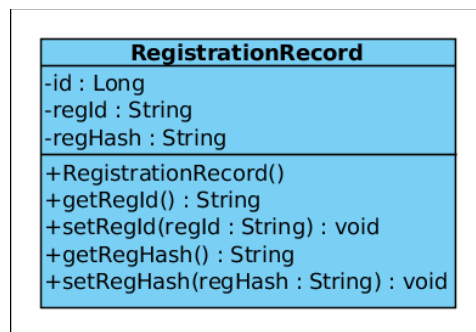 RegistrationRecord
-id : Long
-regId : String
-regHash : String
+RegistrationRecord()
+getRegId() : String
+setRegId(regId : String) : void
+getRegHash() : String
+setRegHash(regHash : String) : void